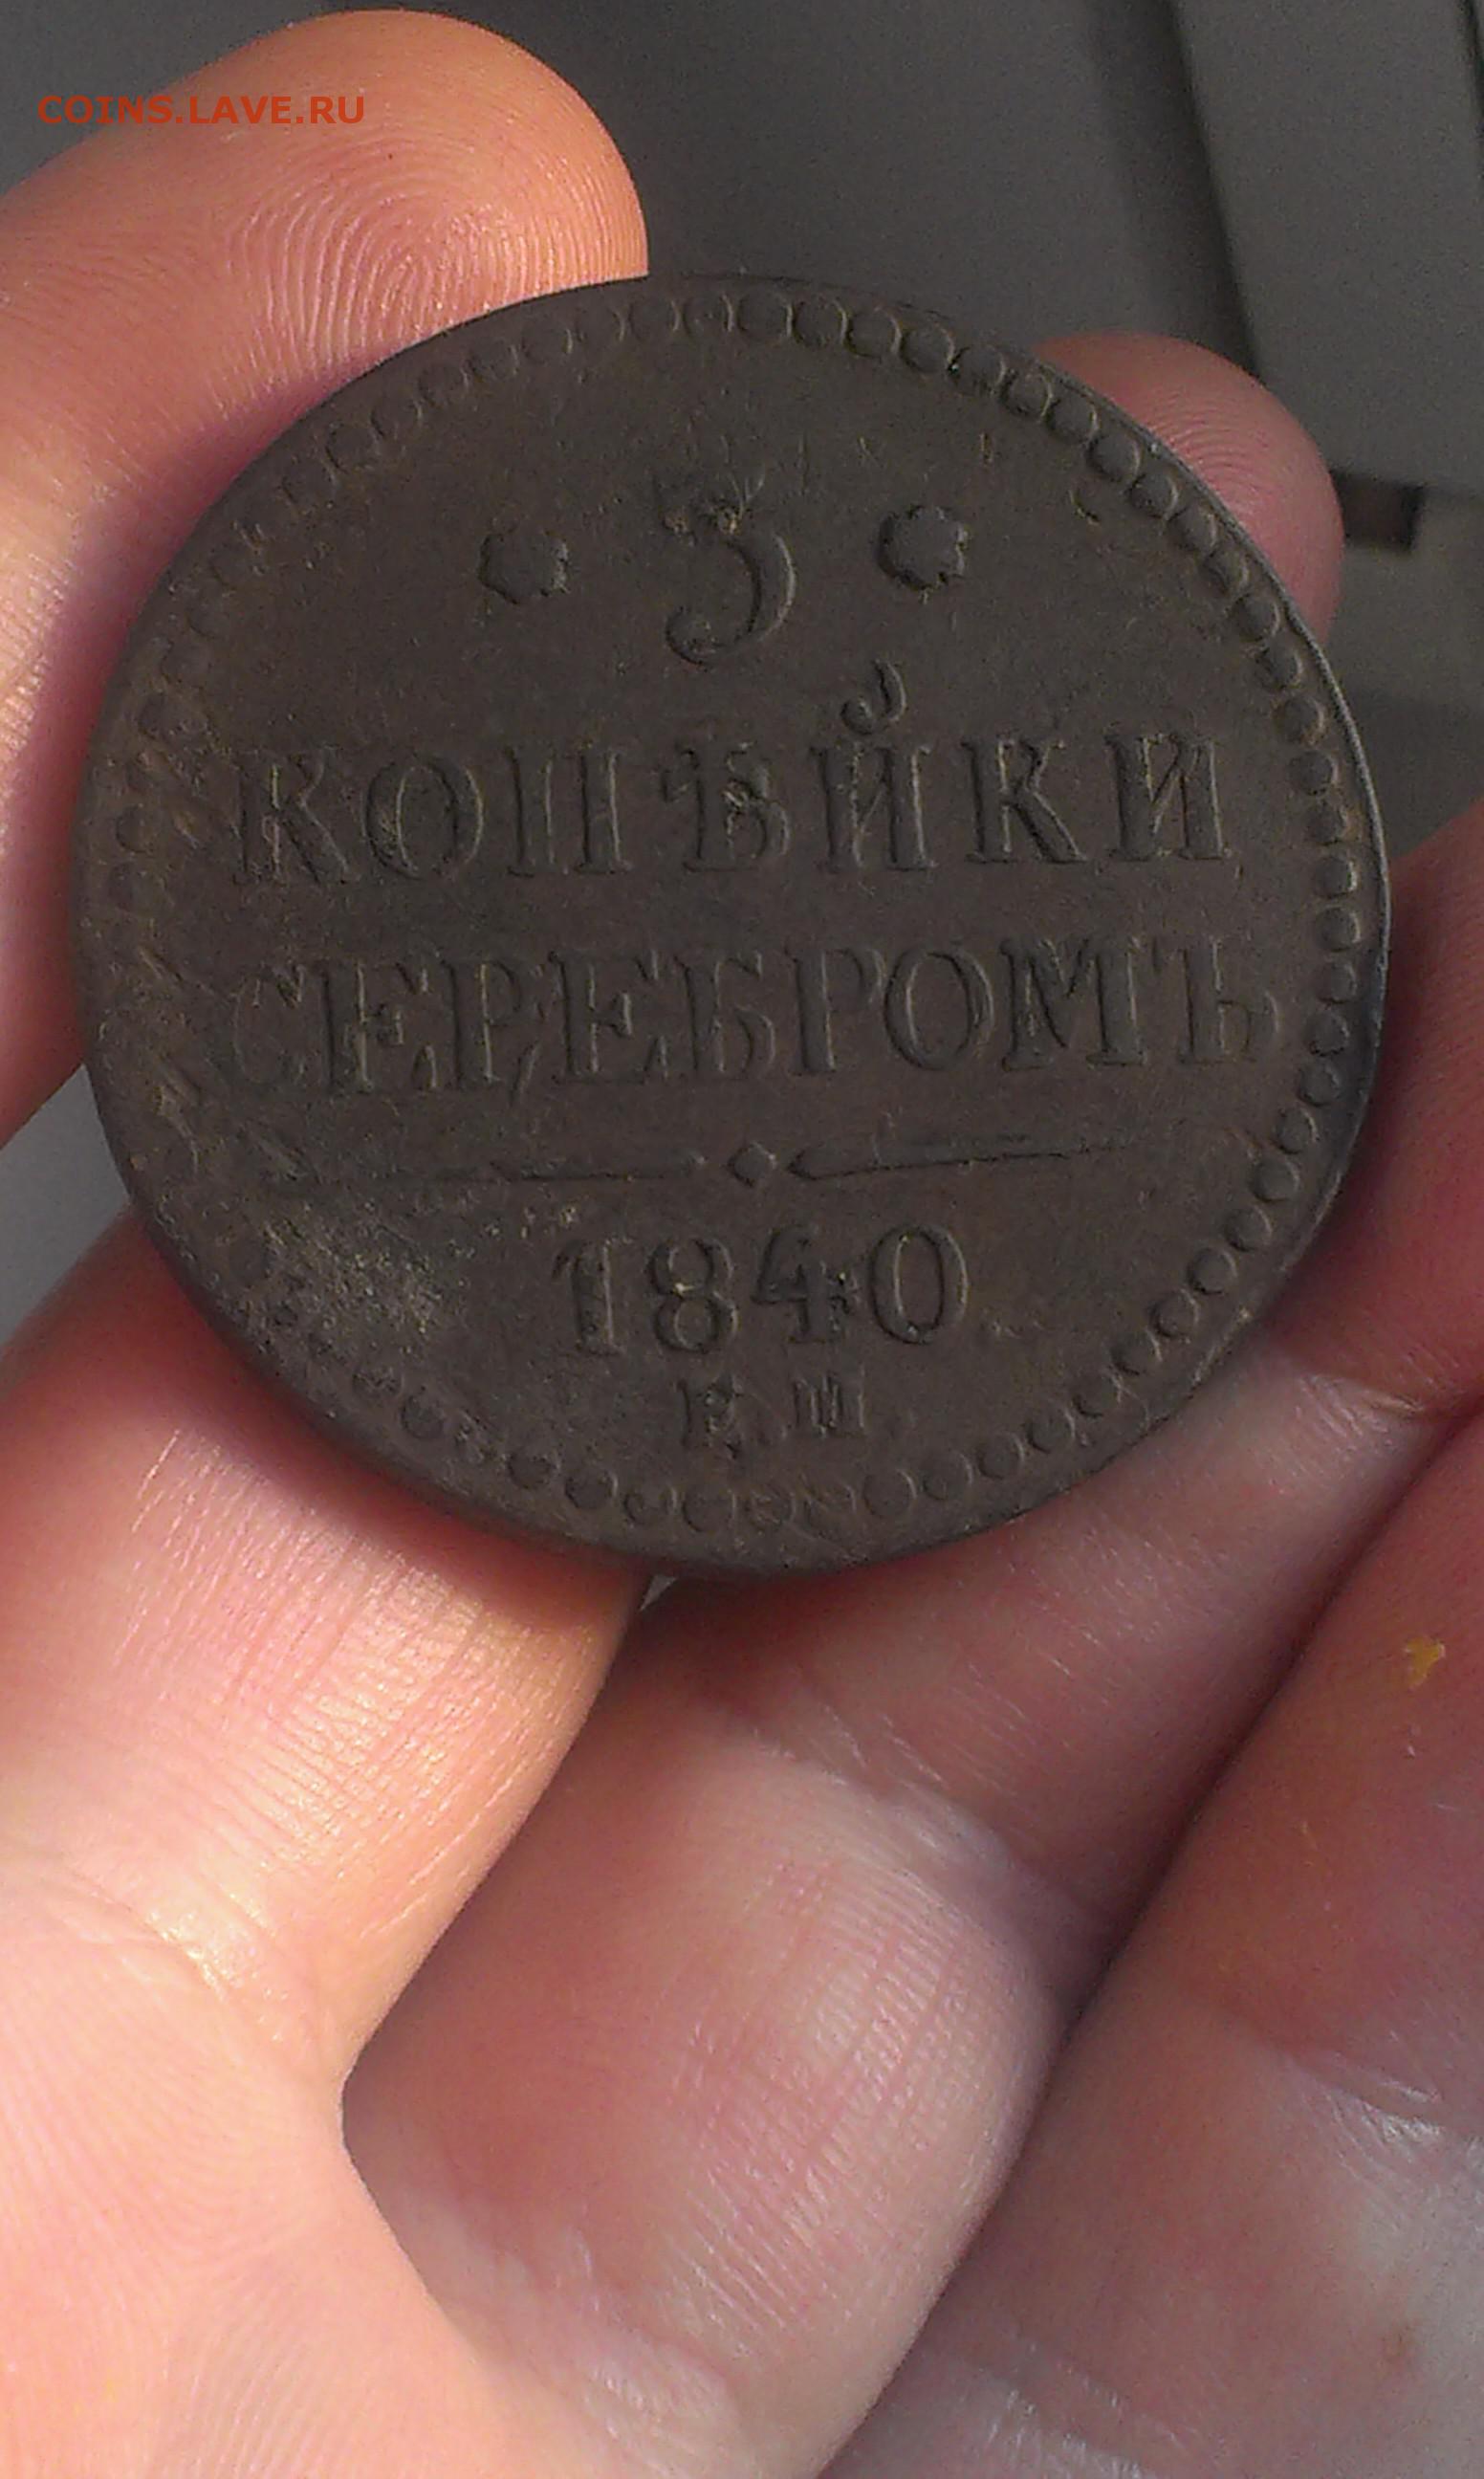 COINS.LAVE.RU
* 3 *
КОПѢЙКИ
СЕРЕБРОМЪ
1840
Е.М.